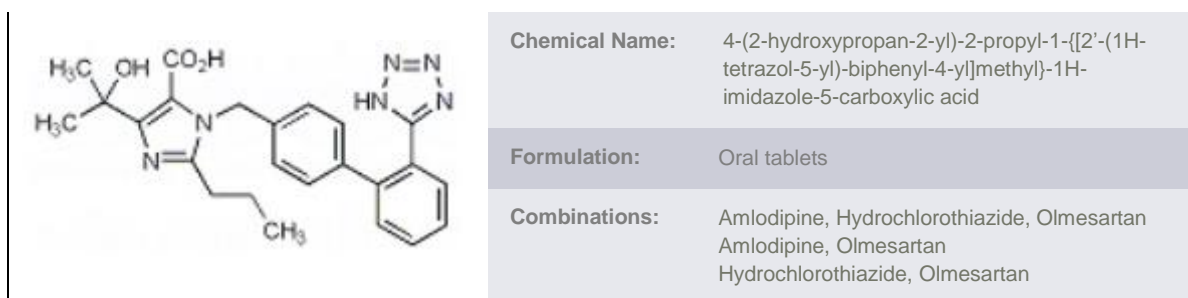 H₃C
OH
CO₂H
H₃C
N
N
CH₃
N=N
HN
N
Chemical Name:
4-(2-hydroxypropan-2-yl)-2-propyl-1-{[2'-(1H-
tetrazol-5-yl)-biphenyl-4-yl]methyl}-1H-
imidazole-5-carboxylic acid
Formulation:
Oral tablets
Combinations:
Amlodipine, Hydrochlorothiazide, Olmesartan
Amlodipine, Olmesartan
Hydrochlorothiazide, Olmesartan